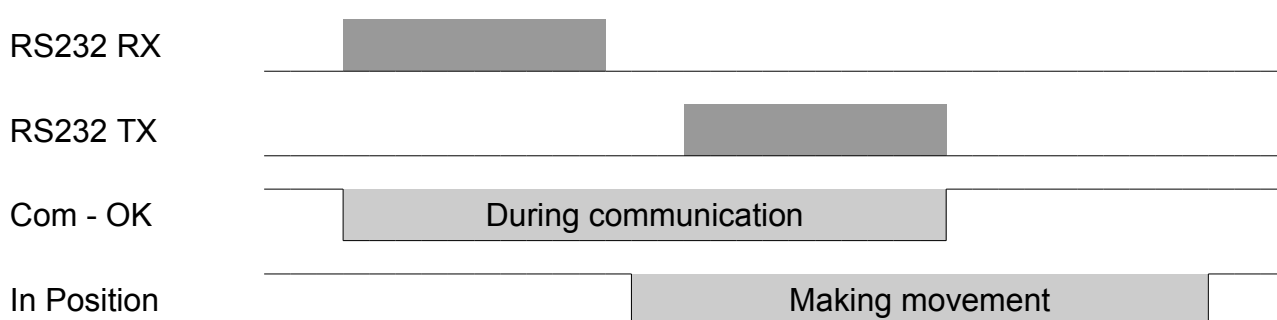 RS232 RX
RS232 TX
Com - OK
During communication
In Position
Making movement